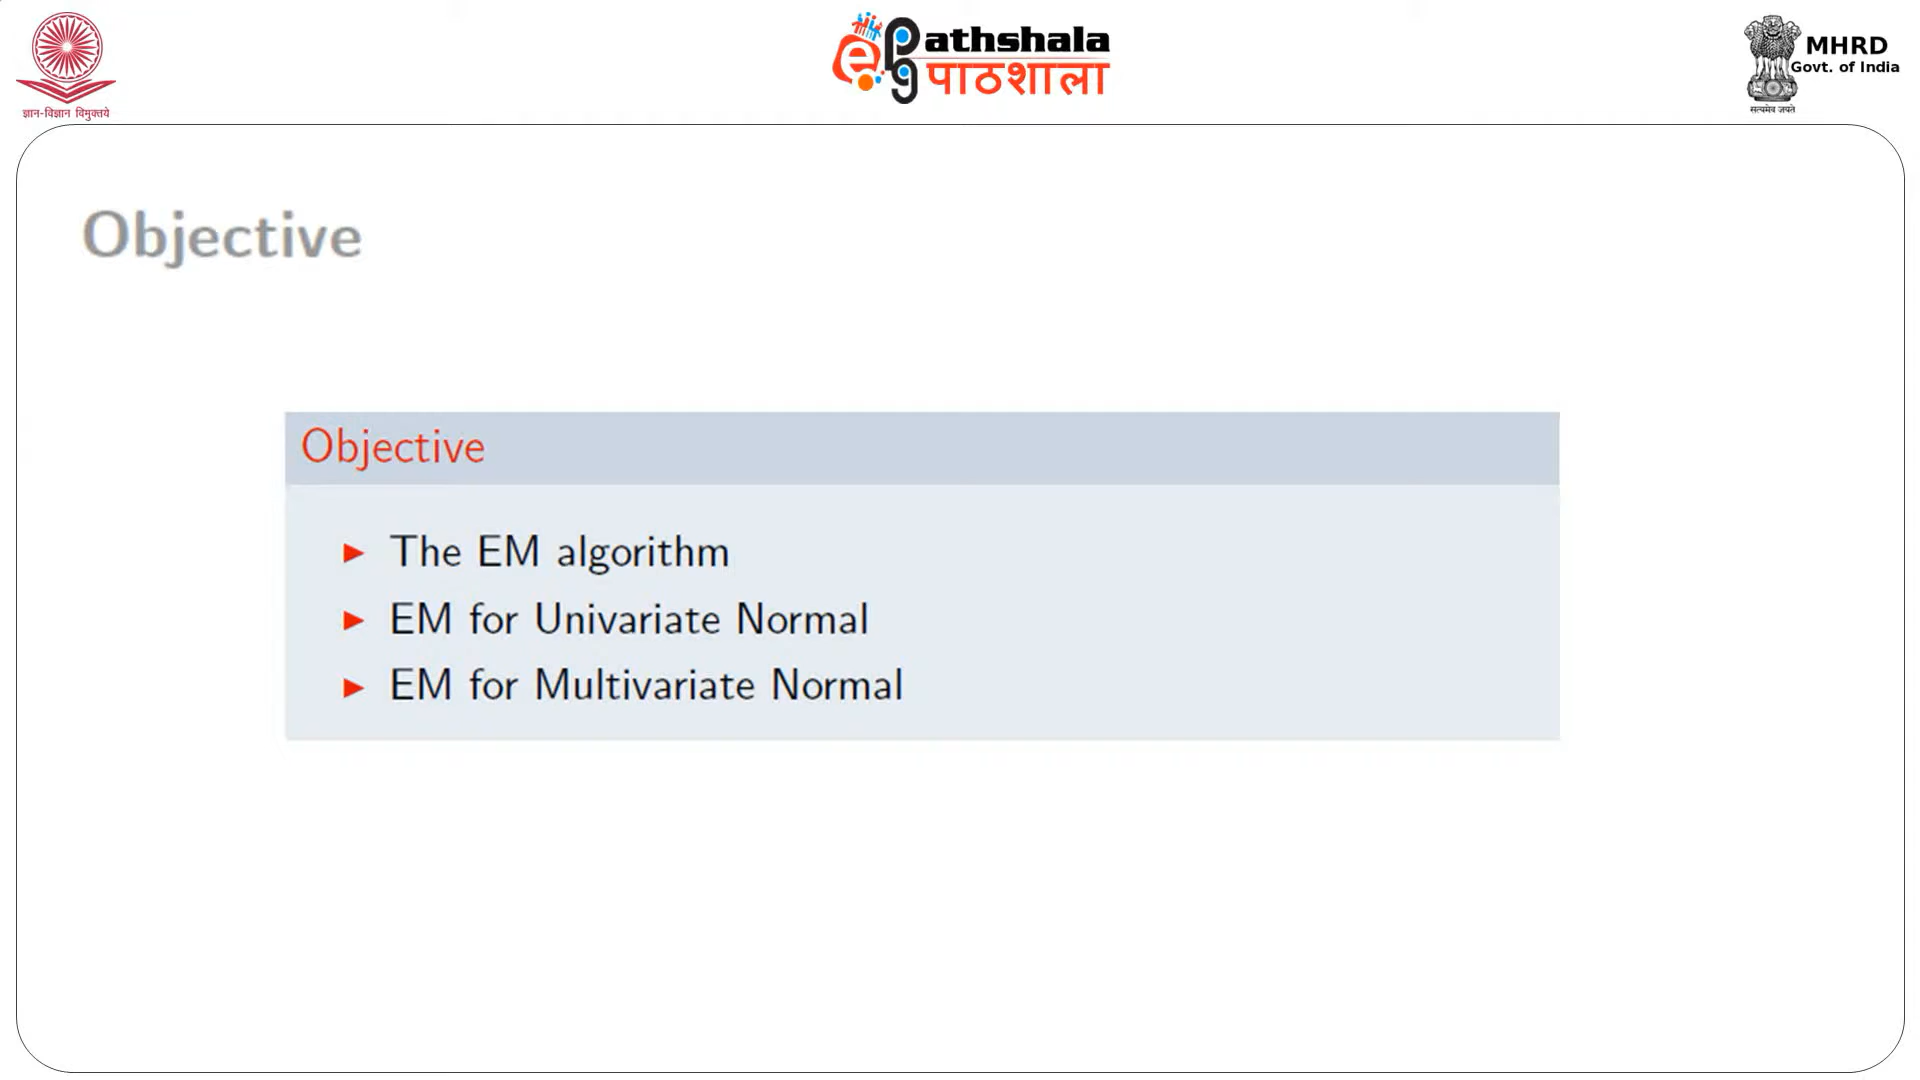 ज्ञान-विज्ञान विमुक्तये
e Pathshala
pg पाठशाला
MHRD
Govt. of India
सत्यमेव जयते
Objective
Objective
► The EM algorithm
► EM for Univariate Normal
► EM for Multivariate Normal